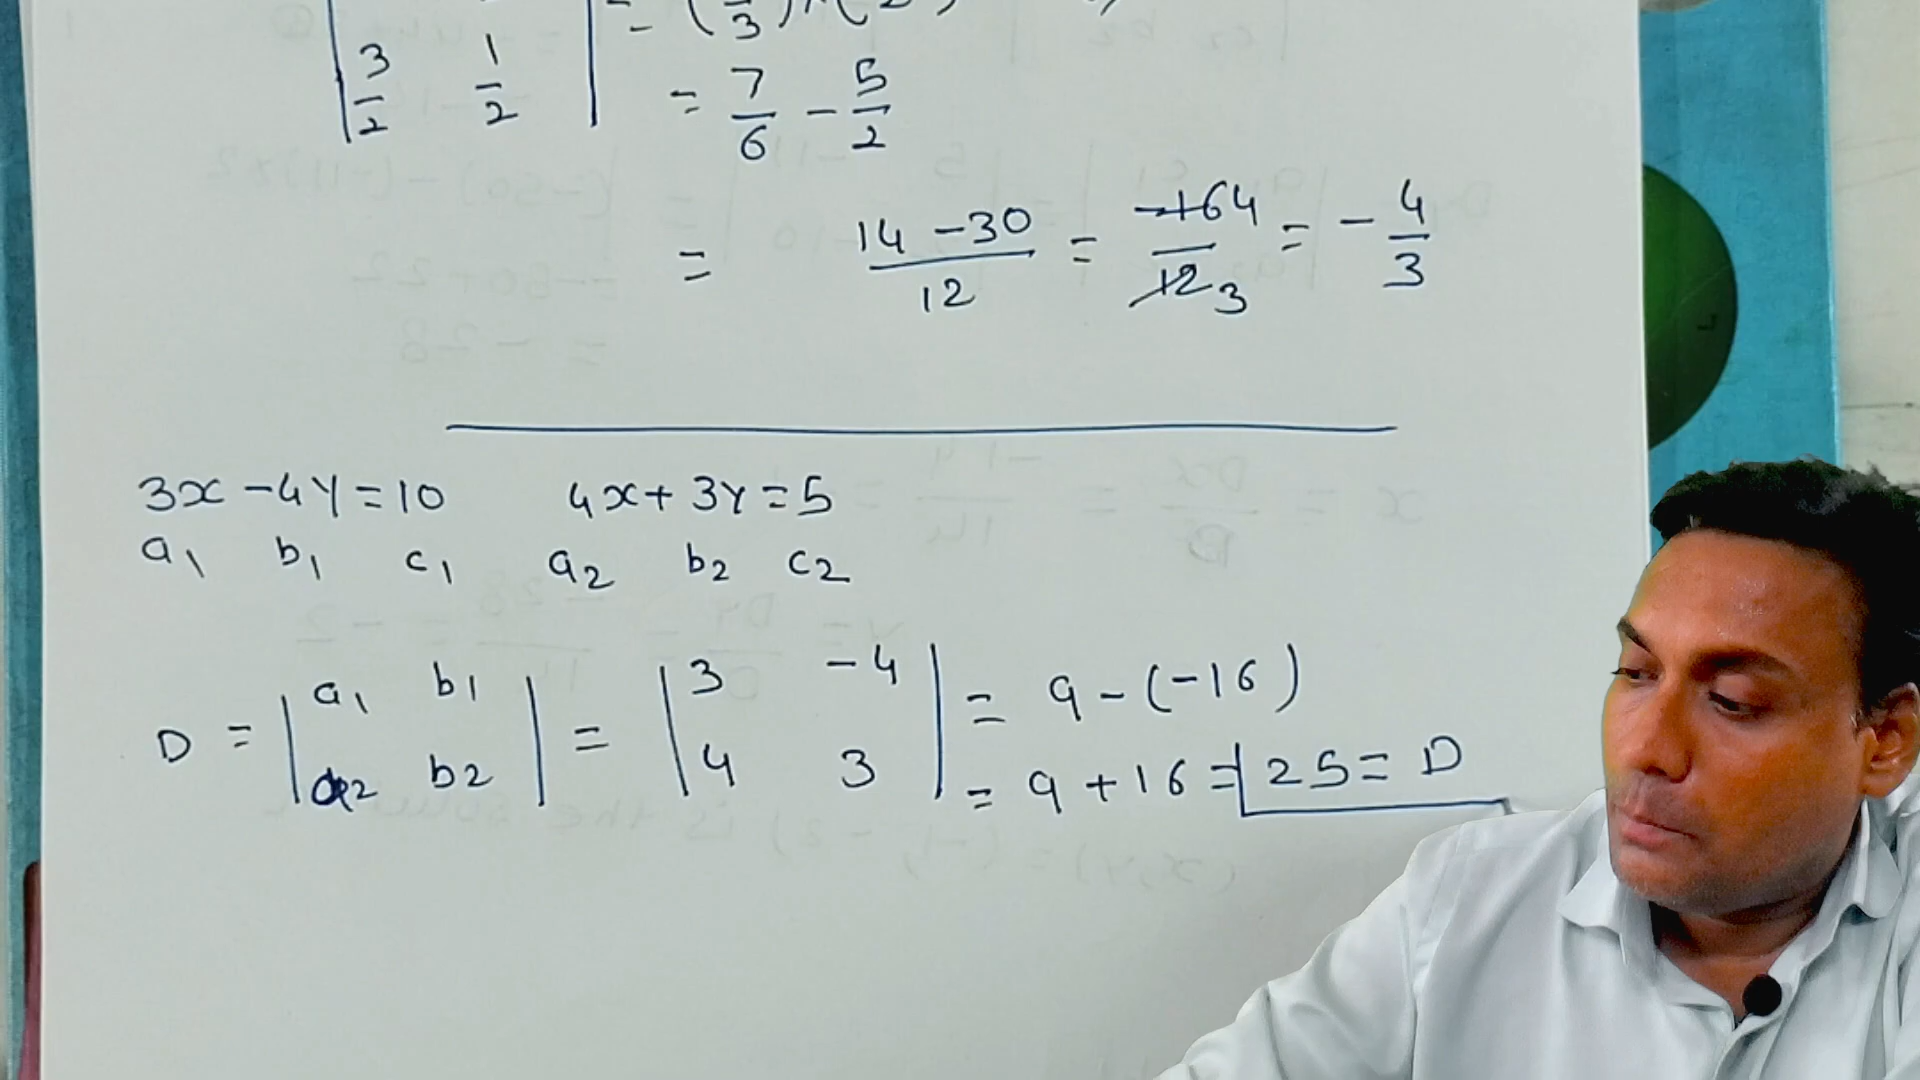 3/2 1/2 = 7/6 - 5/2
= 14 - 30 / 12 = -16 4 / 12 3 = - 4/3
3x - 4y = 10 4x + 3y = 5
a1 b1 c1 a2 b2 c2
D = | a1 b1 | = | 3 -4 | = 9 - (-16)
| a2 b2 | | 4 3 | = 9 + 16 = 25 = D